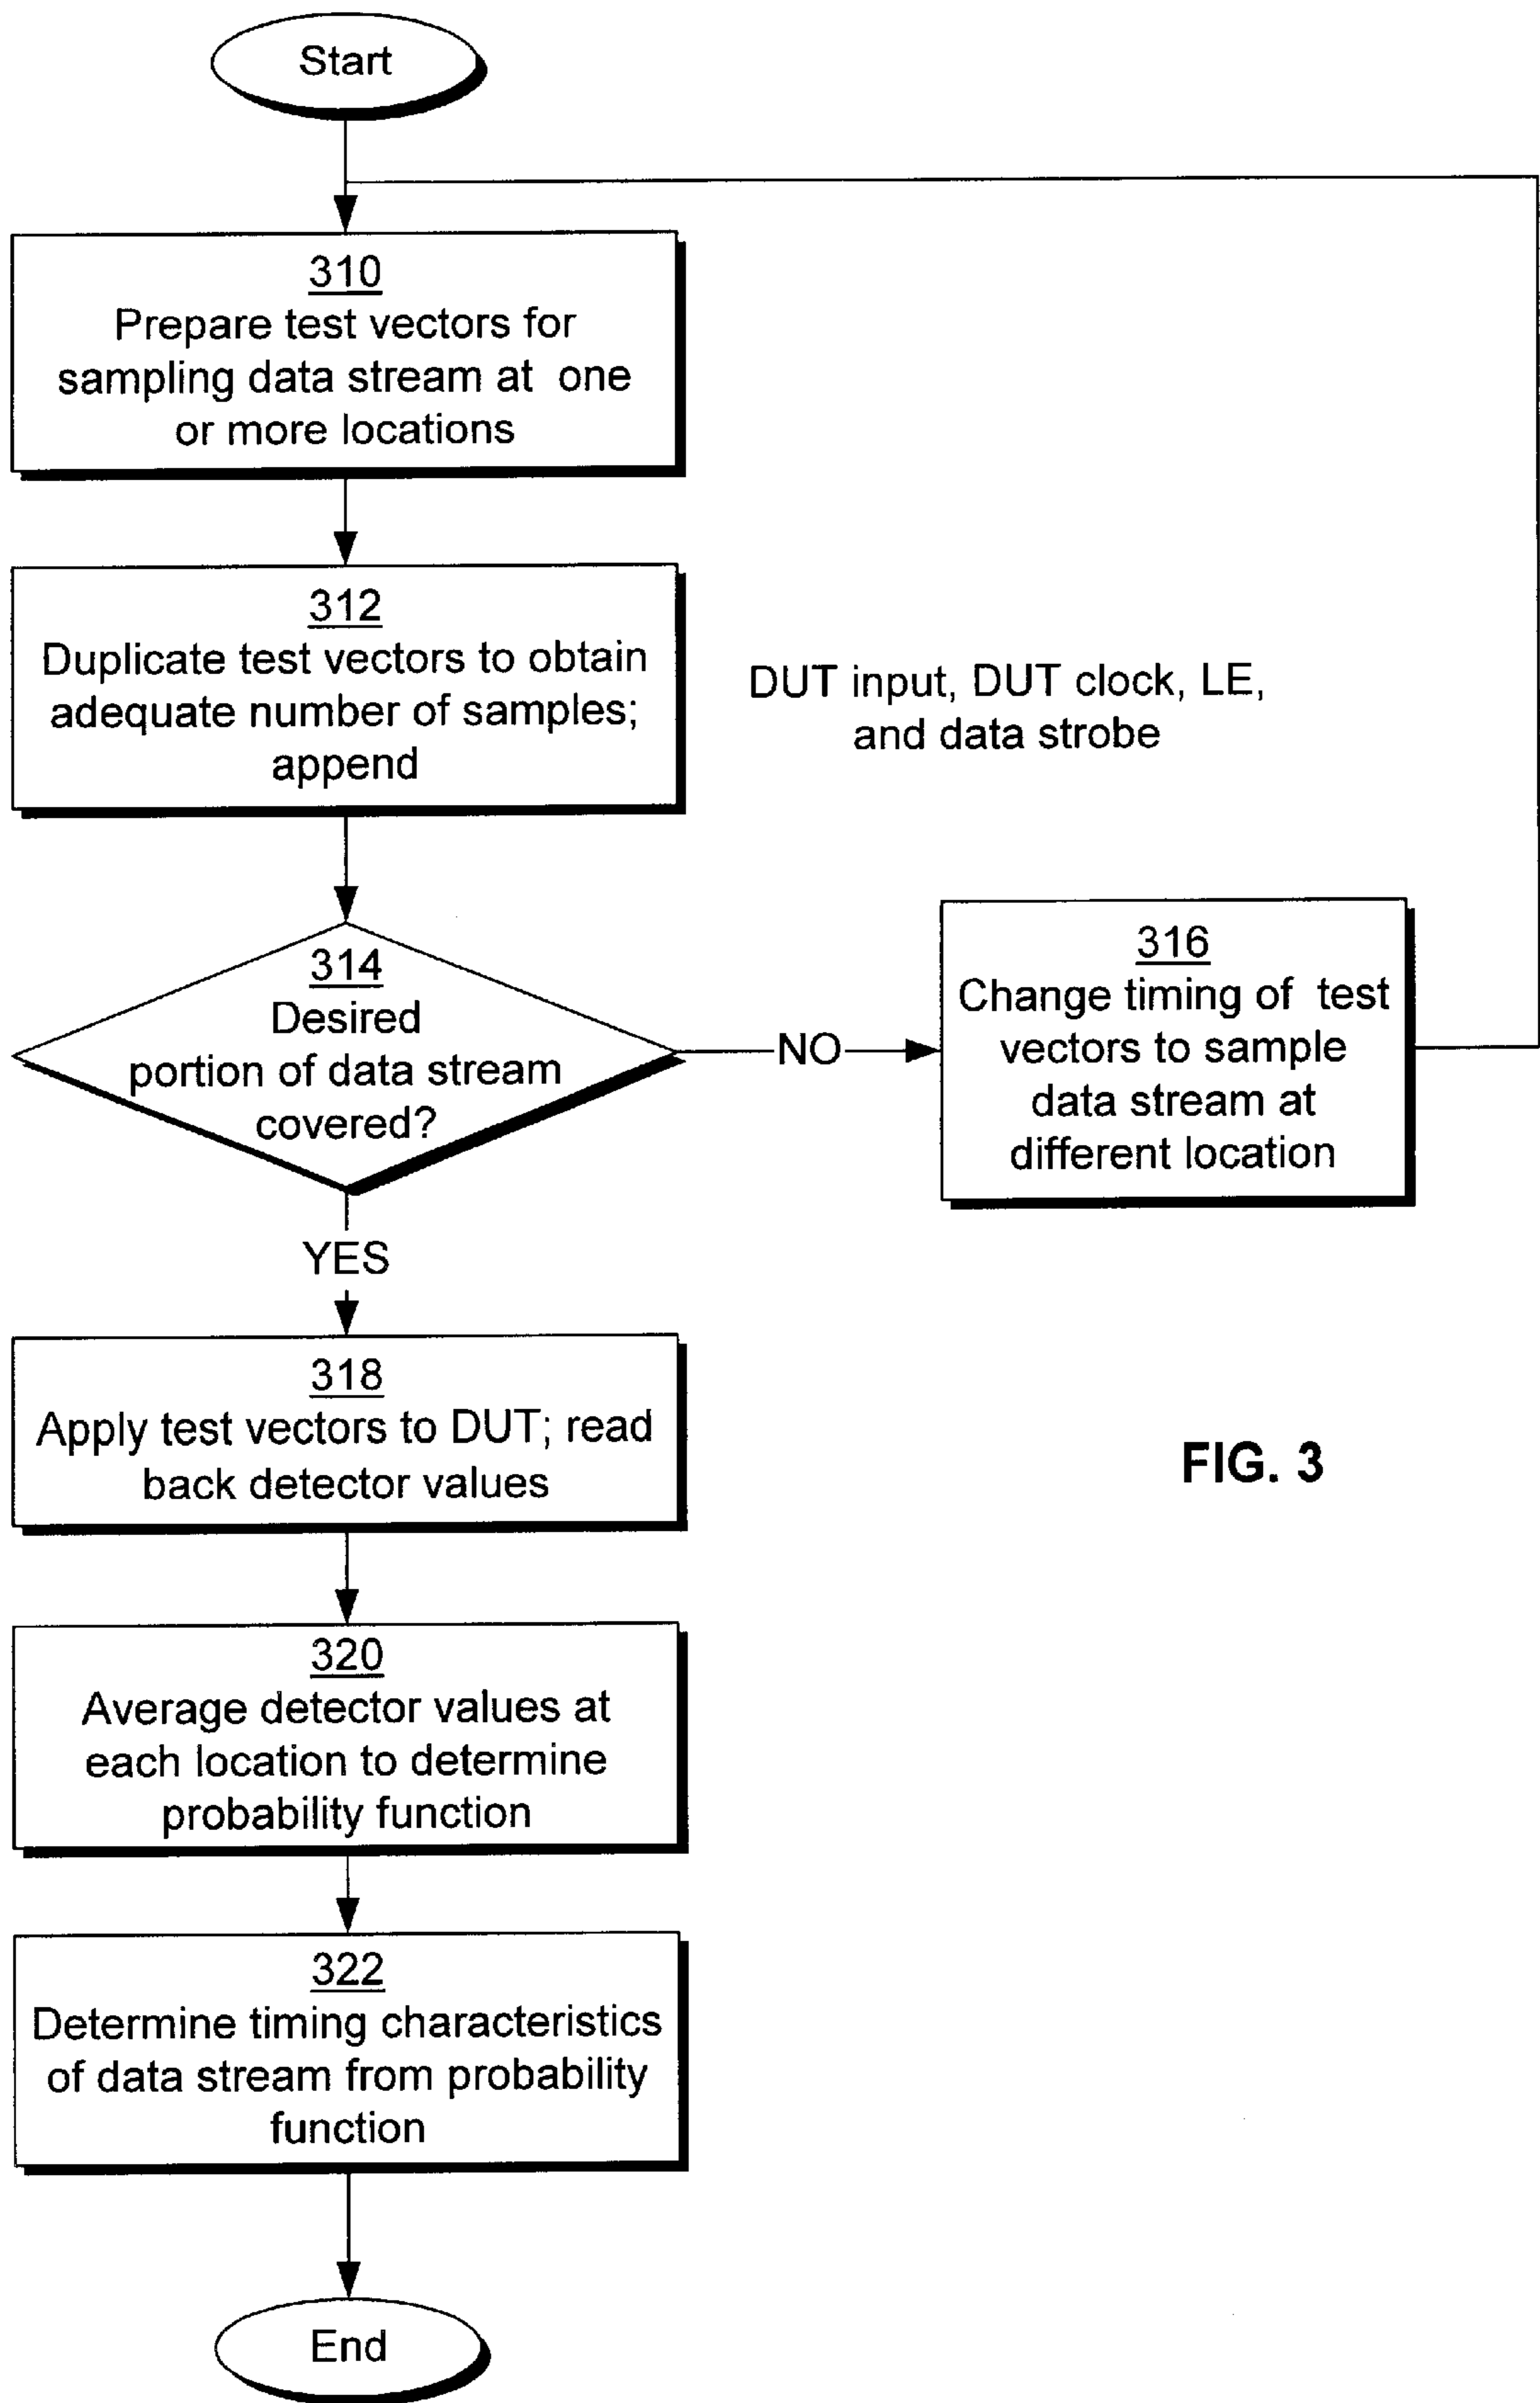 Start
310
Prepare test vectors for
sampling data stream at one
or more locations
312
Duplicate test vectors to obtain
adequate number of samples;
append
DUT input, DUT clock, LE,
and data strobe
314
Desired
portion of data stream
covered?
NO
316
Change timing of test
vectors to sample
data stream at
different location
YES
318
Apply test vectors to DUT; read
back detector values
FIG. 3
320
Average detector values at
each location to determine
probability function
322
Determine timing characteristics
of data stream from probability
function
End